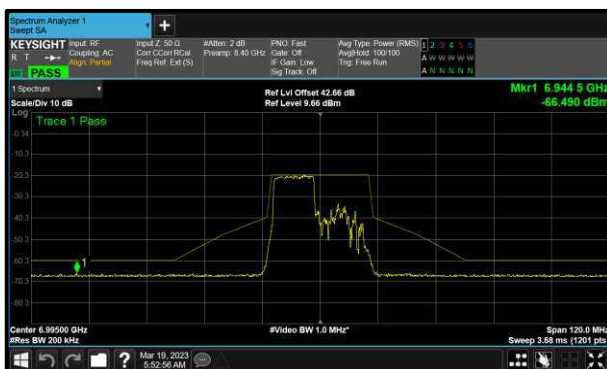 Spectrum Analyzer 1
Swept SA
KEYSIGHT Input: RF Input Z: 50 Ω #Atten: 2 dB PNO: Fast Avg Type: Power (RMS) 1 2 3 4 5 6
R T Coupling: AC Corr CCorr RCal Preamp: 8.40 GHz Gate: Off Avg|Hold: 100/100 A W W W W W
Align: Partial Freq Ref: Ext (S) IF Gain: Low Trig: Free Run
PASS Sig Track: Off A N N N N N
1 Spectrum Ref Lvl Offset 42.66 dB Mkr1 6.944 5 GHz
Scale/Div 10 dB Ref Level 9.66 dBm -66.490 dBm
Log
Trace 1 Pass
-0.34
-10.3
-20.3
-30.3
-40.3
-50.3
-60.3
1
-70.3
-80.3
Center 6.99500 GHz #Video BW 1.0 MHz* Span 120.0 MHz
#Res BW 200 kHz Sweep 3.68 ms (1201 pts
? Mar 19, 2023
5:52:56 AM